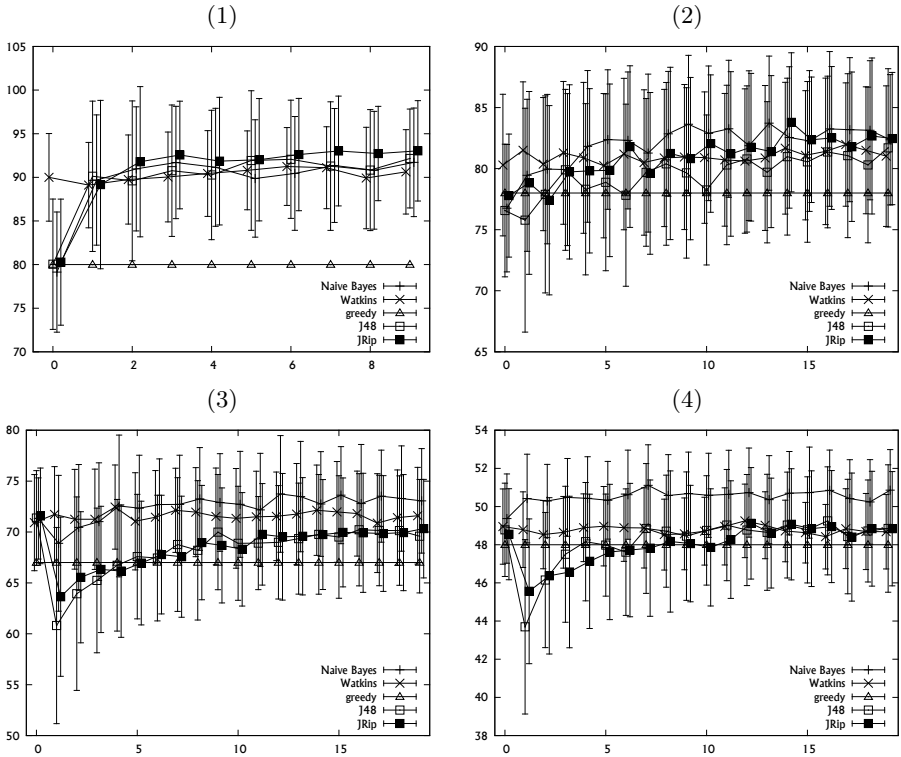 (1)
(2)
105
100
95
90
85
80
75
70
0
2
4
6
8
Naive Bayes
Watkins
greedy
J48
JRip
90
85
80
75
70
65
0
5
10
15
Naive Bayes
Watkins
greedy
J48
JRip
(3)
(4)
80
75
70
65
60
55
50
0
5
10
15
Naive Bayes
Watkins
greedy
J48
JRip
54
52
50
48
46
44
42
40
38
0
5
10
15
Naive Bayes
Watkins
greedy
J48
JRip